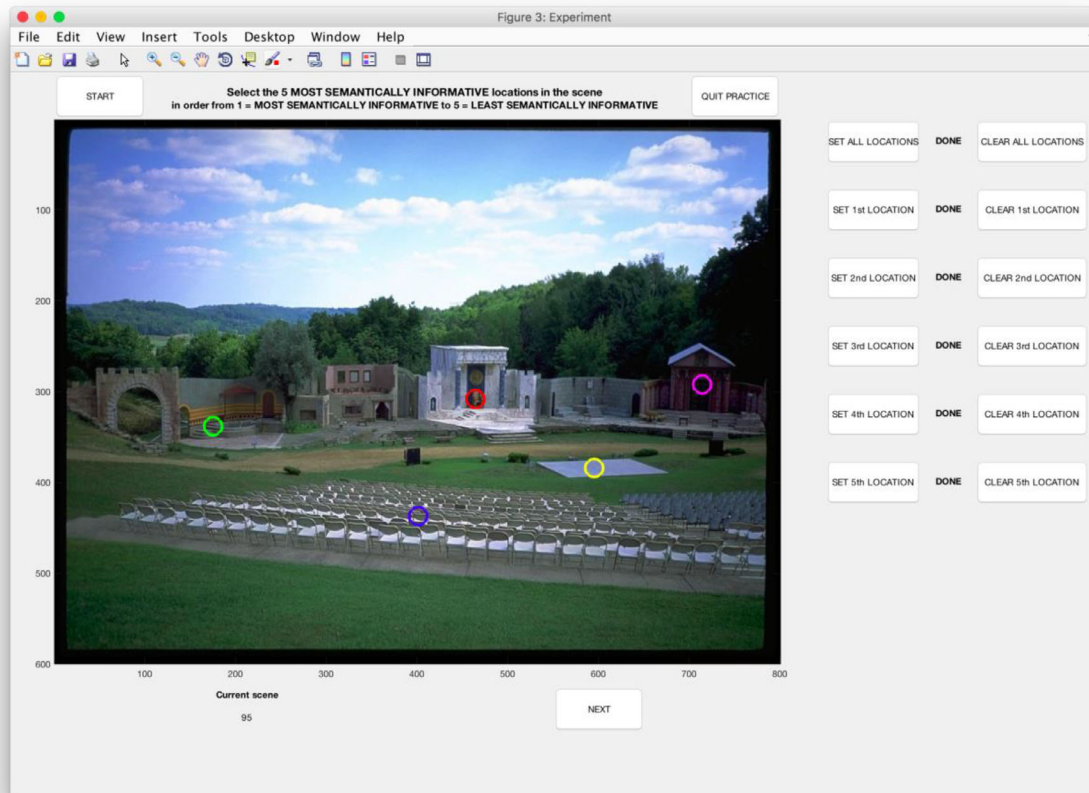 Figure 3: Experiment
File Edit View Insert Tools Desktop Window Help
START
Select the 5 MOST SEMANTICALLY INFORMATIVE locations in the scene
in order from 1 = MOST SEMANTICALLY INFORMATIVE to 5 = LEAST SEMANTICALLY INFORMATIVE
QUIT PRACTICE
SET ALL LOCATIONS DONE CLEAR ALL LOCATIONS
SET 1st LOCATION DONE CLEAR 1st LOCATION
SET 2nd LOCATION DONE CLEAR 2nd LOCATION
SET 3rd LOCATION DONE CLEAR 3rd LOCATION
SET 4th LOCATION DONE CLEAR 4th LOCATION
SET 5th LOCATION DONE CLEAR 5th LOCATION
100
200
300
400
500
600
100 200 300 400 500 600 700 800
Current scene
95
NEXT